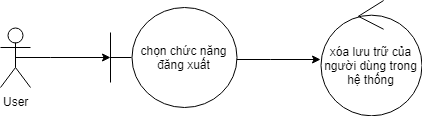 User
chọn chức năng
đăng xuất
xóa lưu trữ của
người dùng trong
hệ thống